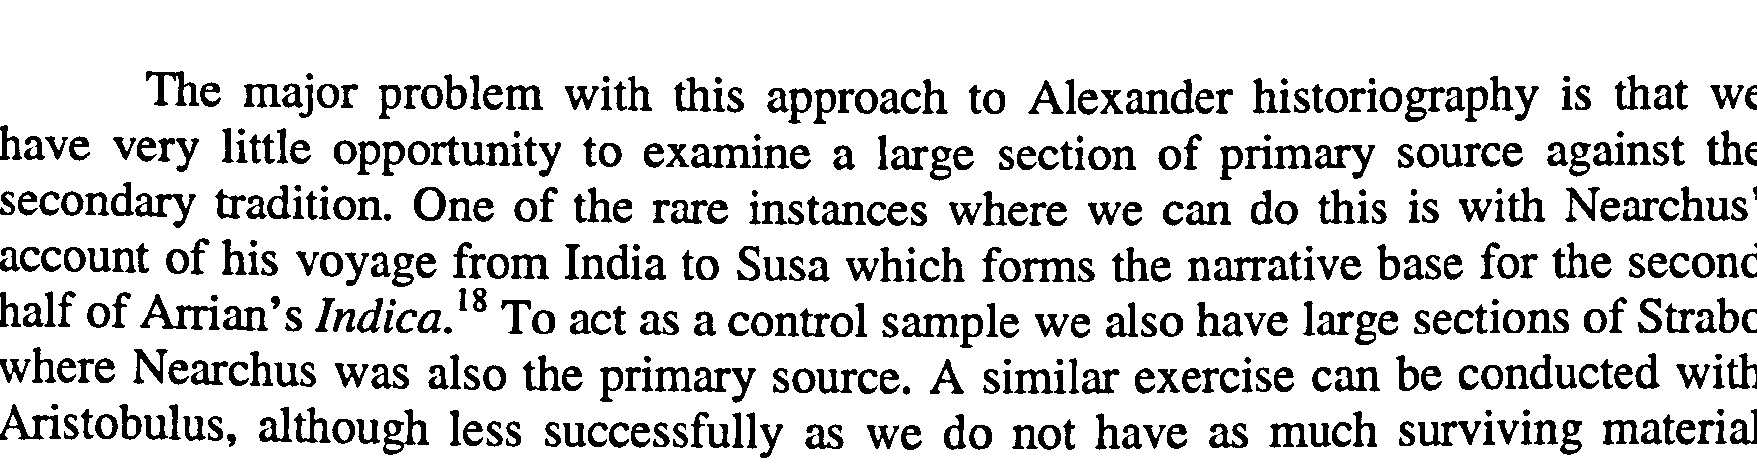 The major problem with this approach to Alexander historiography is that we
have very little opportunity to examine a large section of primary source against the
secondary tradition. One of the rare instances where we can do this is with Nearchus'
account of his voyage from India to Susa which forms the narrative base for the second
half of Arrian's Indica.¹⁸ To act as a control sample we also have large sections of Strabo
where Nearchus was also the primary source. A similar exercise can be conducted with
Aristobulus, although less successfully as we do not have as much surviving material